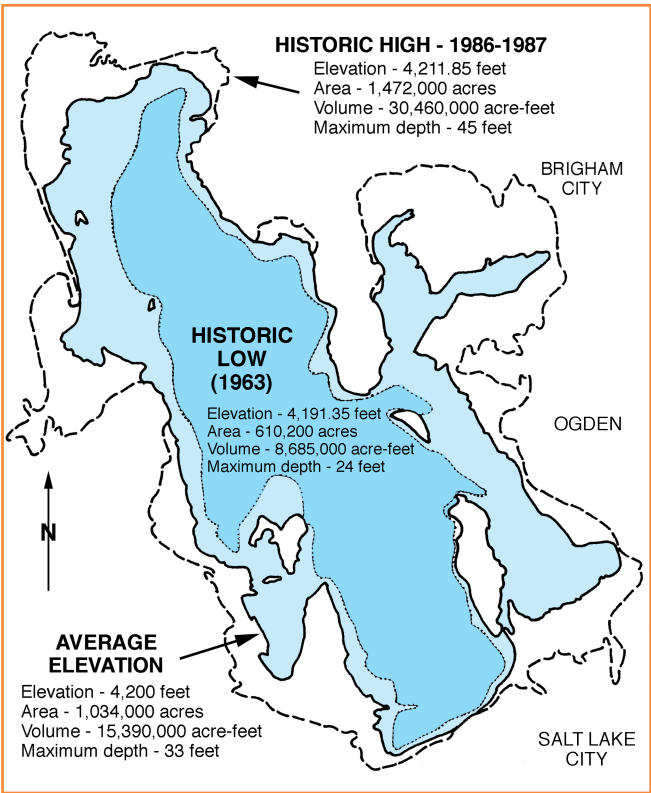 HISTORIC HIGH - 1986-1987
Elevation - 4,211.85 feet
Area - 1,472,000 acres
Volume - 30,460,000 acre-feet
Maximum depth - 45 feet
BRIGHAM
CITY
HISTORIC
LOW
(1963)
Elevation - 4,191.35 feet
Area - 610,200 acres
Volume - 8,685,000 acre-feet
Maximum depth - 24 feet
OGDEN
N
AVERAGE
ELEVATION
Elevation - 4,200 feet
Area - 1,034,000 acres
Volume - 15,390,000 acre-feet
Maximum depth - 33 feet
SALT LAKE
CITY